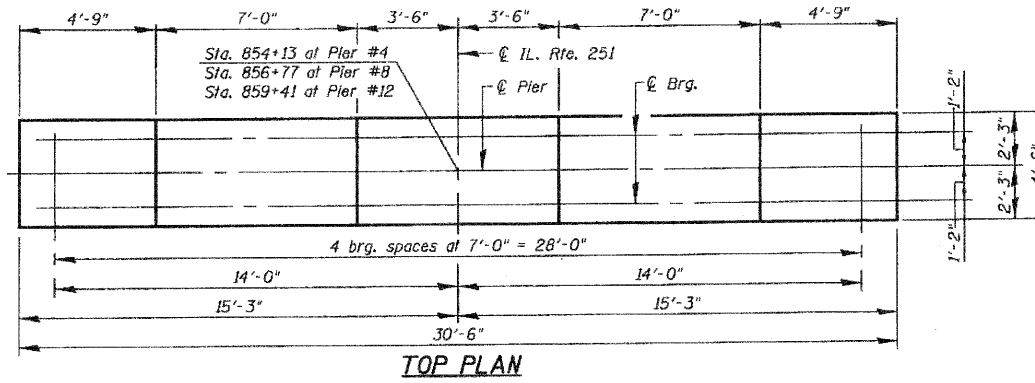 4'-9" 7'-0" 3'-6" 3'-6" 7'-0" 4'-9"
Sta. 854+13 at Pier #4
Sta. 856+77 at Pier #8
Sta. 859+41 at Pier #12
℄ IL. Rte. 251
℄ Pier
℄ Brg.
1'-2"
2'-3"
2'-3"
1'-2"
4 brg. spaces at 7'-0" = 28'-0"
14'-0" 14'-0"
15'-3" 15'-3"
30'-6"
TOP PLAN